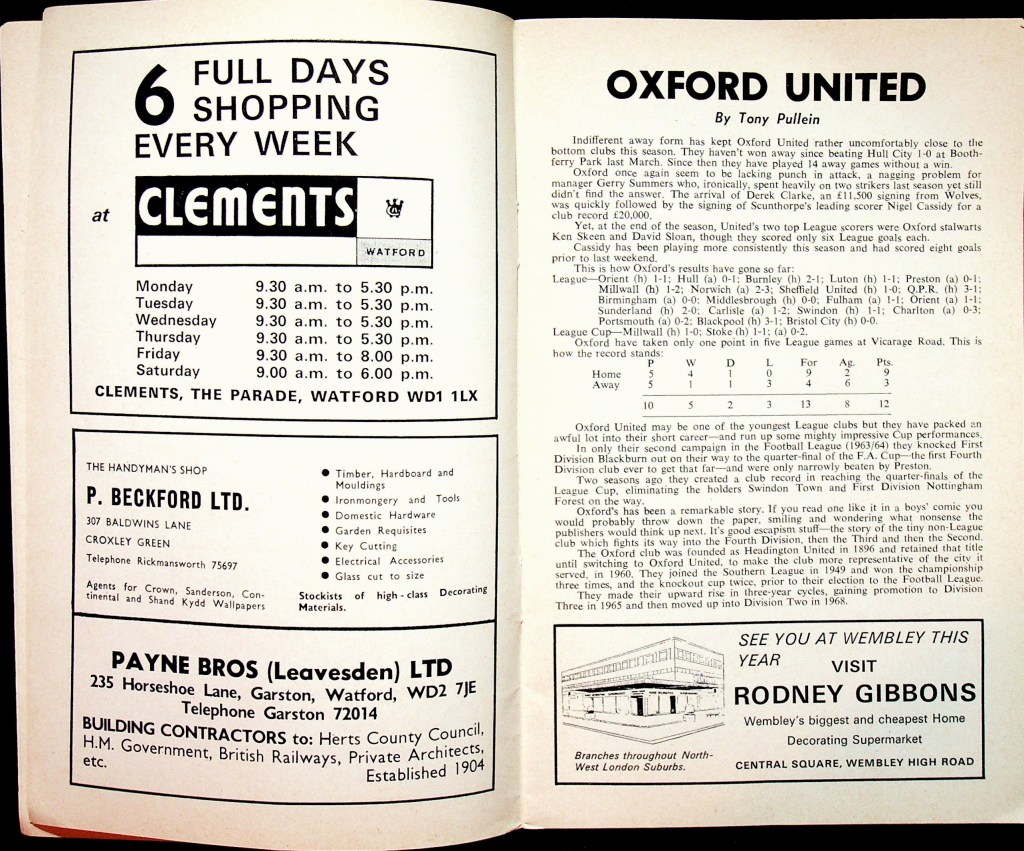 6 FULL DAYS
SHOPPING
EVERY WEEK
at CLEMENTS
WATFORD
Monday 9.30 a.m. to 5.30 p.m.
Tuesday 9.30 a.m. to 5.30 p.m.
Wednesday 9.30 a.m. to 5.30 p.m.
Thursday 9.30 a.m. to 5.30 p.m.
Friday 9.30 a.m. to 8.00 p.m.
Saturday 9.00 a.m. to 6.00 p.m.
CLEMENTS, THE PARADE, WATFORD WD1 1LX
THE HANDYMAN'S SHOP
P. BECKFORD LTD.
307 BALDWINS LANE
CROXLEY GREEN
Telephone Rickmansworth 75697
Agents for Crown, Sanderson, Con-
tinental and Shand Kydd Wallpapers
● Timber, Hardboard and
Mouldings
● Ironmongery and Tools
● Domestic Hardware
● Garden Requisites
● Key Cutting
● Electrical Accessories
● Glass cut to size
Stockists of high-class Decorating
Materials.
PAYNE BROS (Leavesden) LTD
235 Horseshoe Lane, Garston, Watford, WD2 7JE
Telephone Garston 72014
BUILDING CONTRACTORS to: Herts County Council,
H.M. Government, British Railways, Private Architects,
etc.
Established 1904
OXFORD UNITED
By Tony Pullein
Indifferent away form has kept Oxford United rather uncomfortably close to the
bottom clubs this season. They haven't won away since beating Hull City 1-0 at Booth-
ferry Park last March. Since then they have played 14 away games without a win.
Oxford once again seem to be lacking punch in attack, a nagging problem for
manager Gerry Summers who, ironically, spent heavily on two strikers last season yet still
didn't find the answer. The arrival of Derek Clarke, an £11,500 signing from Wolves,
was quickly followed by the signing of Scunthorpe's leading scorer Nigel Cassidy for a
club record £20,000.
Yet, at the end of the season, United's two top League scorers were Oxford stalwarts
Ken Skeen and David Sloan, though they scored only six League goals each.
Cassidy has been playing more consistently this season and had scored eight goals
prior to last weekend.
This is how Oxford's results have gone so far:
League—Orient (h) 1-1; Hull (a) 0-1; Burnley (h) 2-1; Luton (h) 1-1; Preston (a) 0-1;
Millwall (h) 1-2; Norwich (a) 2-3; Sheffield United (h) 1-0; Q.P.R. (h) 3-1;
Birmingham (a) 0-0; Middlesbrough (h) 0-0; Fulham (a) 1-1; Orient (a) 1-1;
Sunderland (h) 2-0; Carlisle (a) 1-2; Swindon (h) 1-1; Charlton (a) 0-3;
Portsmouth (a) 0-2; Blackpool (h) 3-1; Bristol City (h) 0-0.
League Cup—Millwall (h) 1-0; Stoke (h) 1-1; (a) 0-2.
Oxford have taken only one point in five League games at Vicarage Road. This is
how the record stands:
P W D L For Ag. Pts.
Home 5 4 1 0 9 2 9
Away 5 1 1 3 4 6 3
10 5 2 3 13 8 12
Oxford United may be one of the youngest League clubs but they have packed an
awful lot into their short career—and run up some mighty impressive Cup performances.
In only their second campaign in the Football League (1963/64) they knocked First
Division Blackburn out on their way to the quarter-final of the F.A. Cup—the first Fourth
Division club ever to get that far—and were only narrowly beaten by Preston.
Two seasons ago they created a club record in reaching the quarter-finals of the
League Cup, eliminating the holders Swindon Town and First Division Nottingham
Forest on the way.
Oxford's has been a remarkable story. If you read one like it in a boys' comic you
would probably throw down the paper, smiling and wondering what nonsense the
publishers would think up next. It's good escapism stuff—the story of the tiny non-League
club which fights its way into the Fourth Division, then the Third and then the Second.
The Oxford club was founded as Headington United in 1896 and retained that title
until switching to Oxford United, to make the club more representative of the city it
served, in 1960. They joined the Southern League in 1949 and won the championship
three times, and the knockout cup twice, prior to their election to the Football League.
They made their upward rise in three-year cycles, gaining promotion to Division
Three in 1965 and then moved up into Division Two in 1968.
SEE YOU AT WEMBLEY THIS
YEAR
VISIT
RODNEY GIBBONS
Wembley's biggest and cheapest Home
Decorating Supermarket
CENTRAL SQUARE, WEMBLEY HIGH ROAD
Branches throughout North-
West London Suburbs.